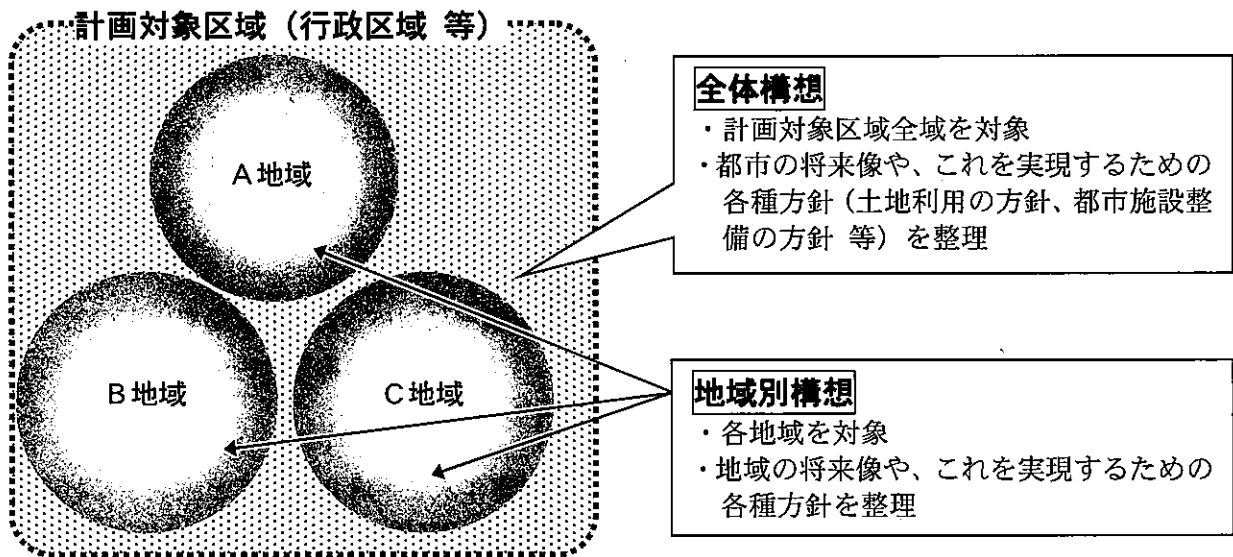 計画対象区域（行政区域 等）
A地域
B地域
C地域
全体構想
・計画対象区域全域を対象
・都市の将来像や、これを実現するための
各種方針（土地利用の方針、都市施設整
備の方針 等）を整理
地域別構想
・各地域を対象
・地域の将来像や、これを実現するための
各種方針を整理